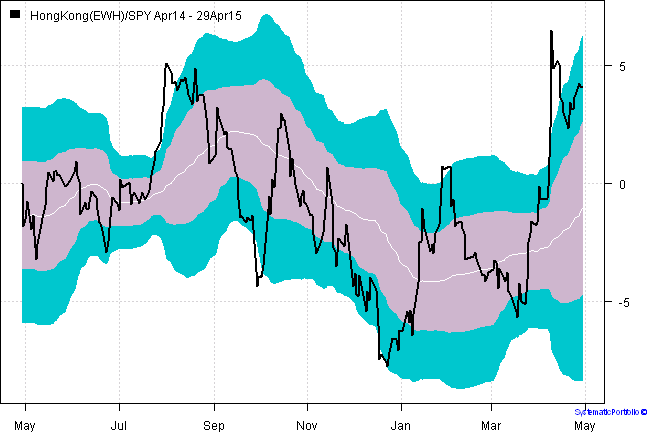 HongKong(EWH)/SPY Apr14 - 29Apr15
5
0
-5
SystematicPortfolio ©
May Jul Sep Nov Jan Mar May